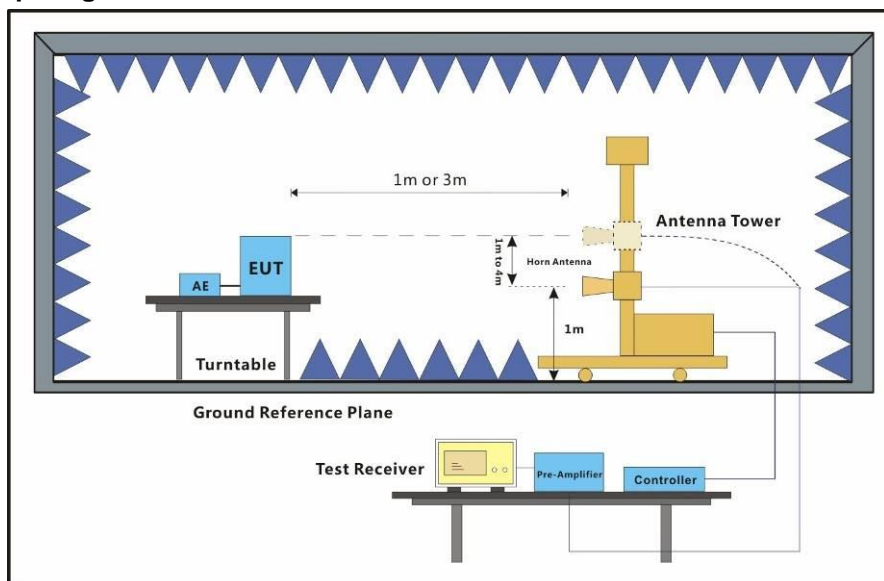 1m or 3m
Antenna Tower
1m to 4m
Horn Antenna
EUT
AE
1m
Turntable
Ground Reference Plane
Test Receiver
Pre-Amplifier
Controller